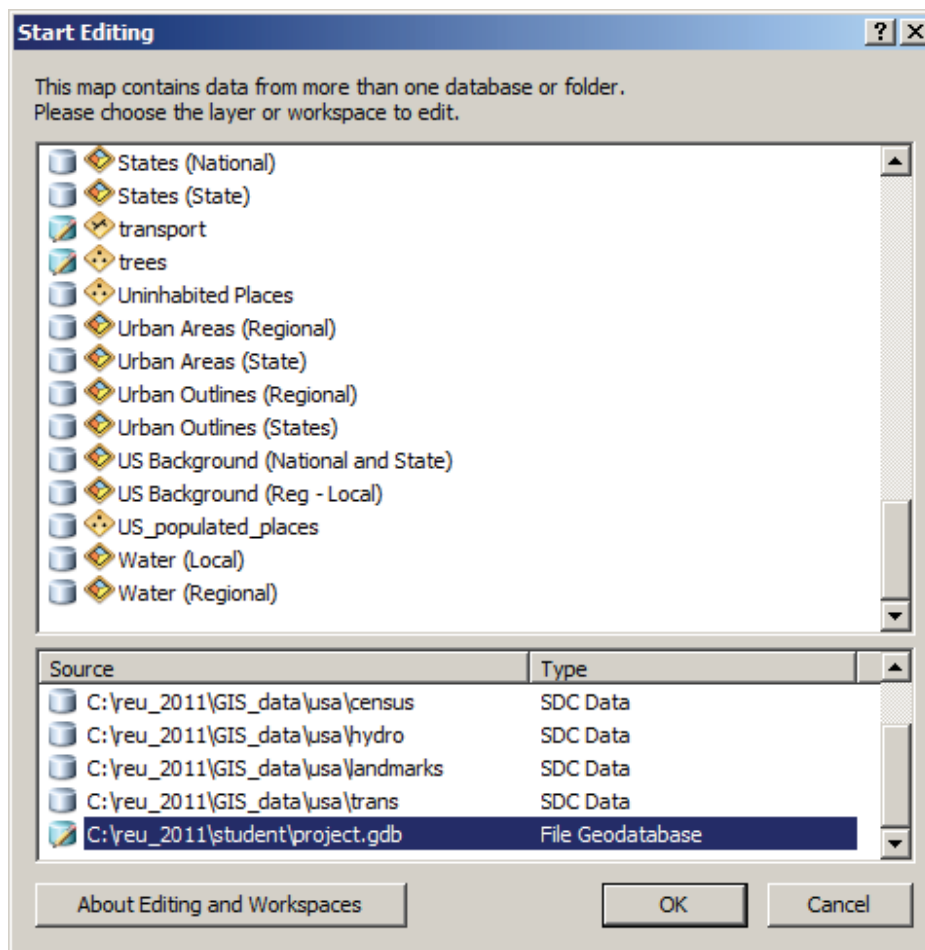 Start Editing
This map contains data from more than one database or folder.
Please choose the layer or workspace to edit.
States (National)
States (State)
transport
trees
Uninhabited Places
Urban Areas (Regional)
Urban Areas (State)
Urban Outlines (Regional)
Urban Outlines (States)
US Background (National and State)
US Background (Reg - Local)
US_populated_places
Water (Local)
Water (Regional)
Source Type
C:\reu_2011\GIS_data\usa\census SDC Data
C:\reu_2011\GIS_data\usa\hydro SDC Data
C:\reu_2011\GIS_data\usa\landmarks SDC Data
C:\reu_2011\GIS_data\usa\trans SDC Data
C:\reu_2011\student\project.gdb File Geodatabase
About Editing and Workspaces OK Cancel